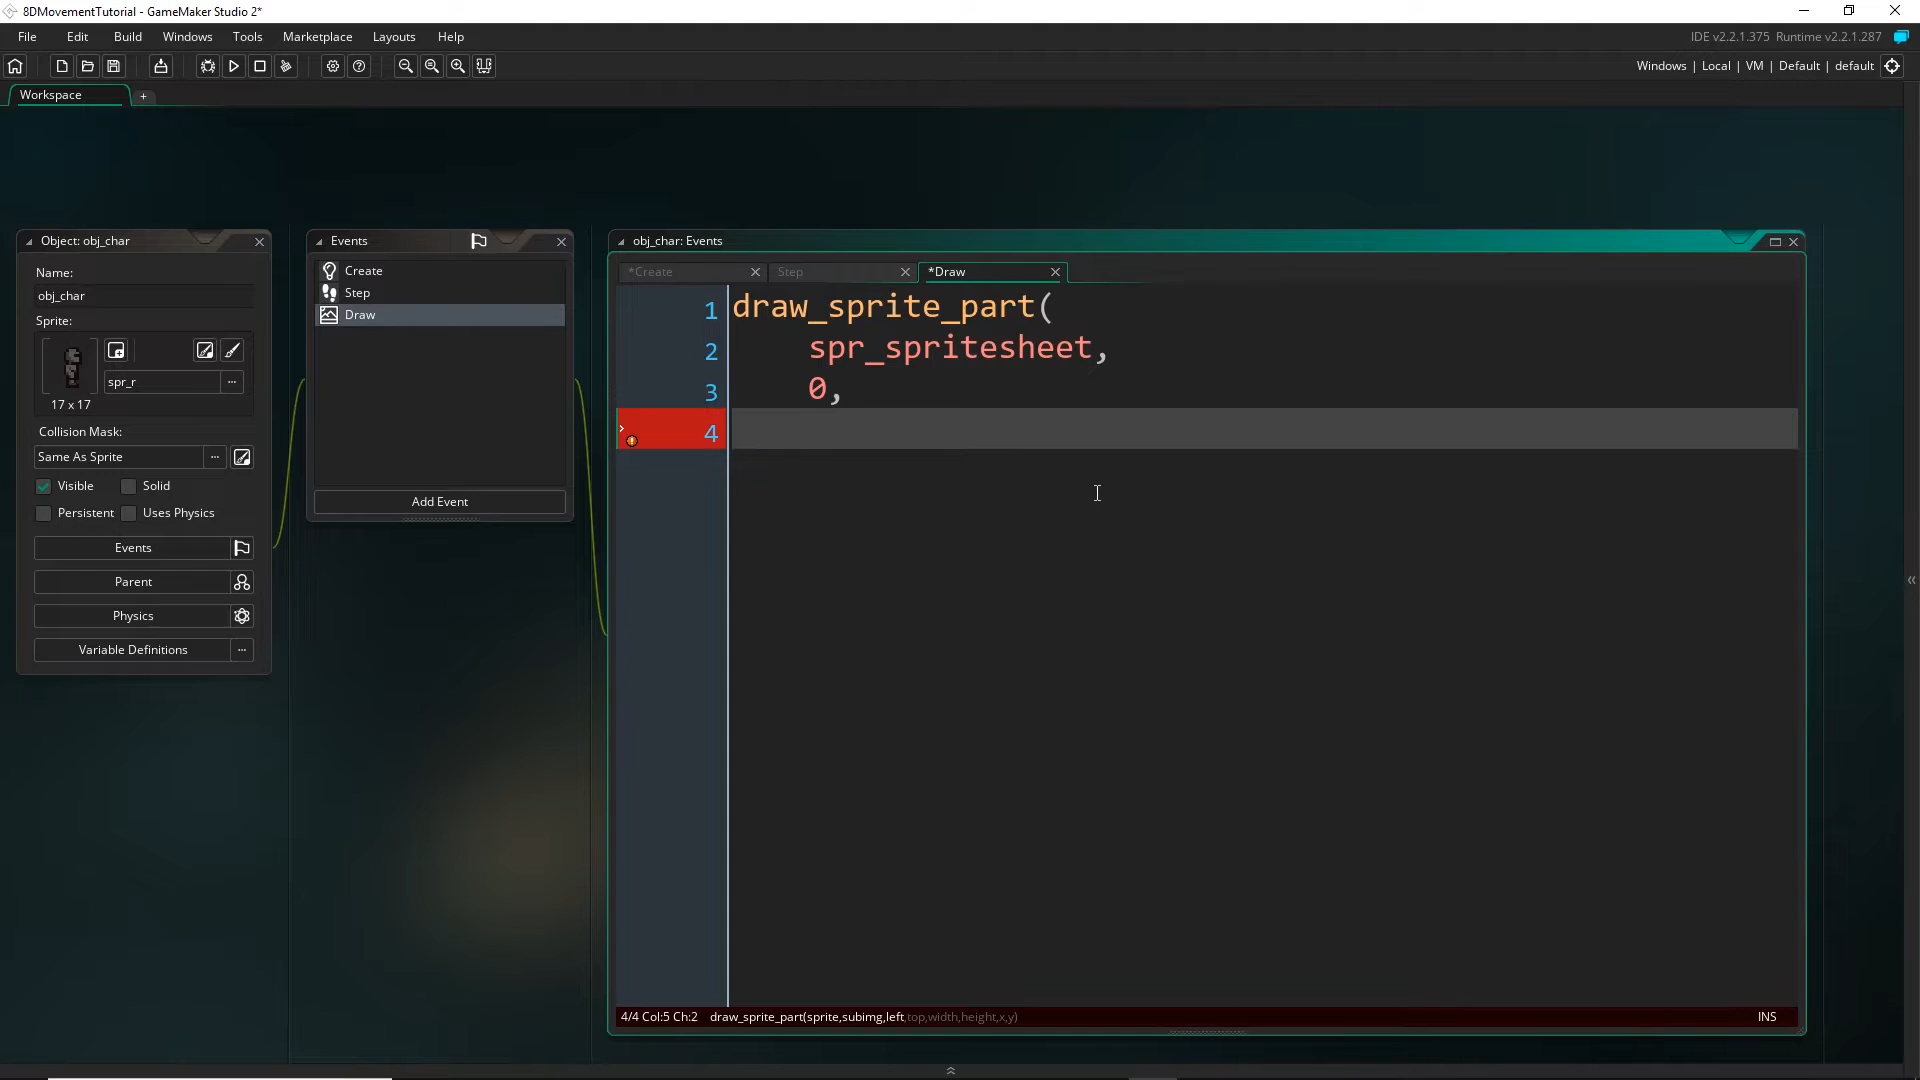 8DMovementTutorial - GameMaker Studio 2*
File Edit Build Windows Tools Marketplace Layouts Help
IDE v2.2.1.375 Runtime v2.2.1.287
Windows | Local | VM | Default | default
Workspace +
Object: obj_char
Name:
obj_char
Sprite:
spr_r
17 x 17
Collision Mask:
Same As Sprite
Visible Solid
Persistent Uses Physics
Events
Parent
Physics
Variable Definitions
Events
Create
Step
Draw
Add Event
obj_char: Events
*Create Step *Draw
1 draw_sprite_part(
2 spr_spritesheet,
3 0,
4
4/4 Col:5 Ch:2 draw_sprite_part(sprite,subimg,left,top,width,height,x,y) INS